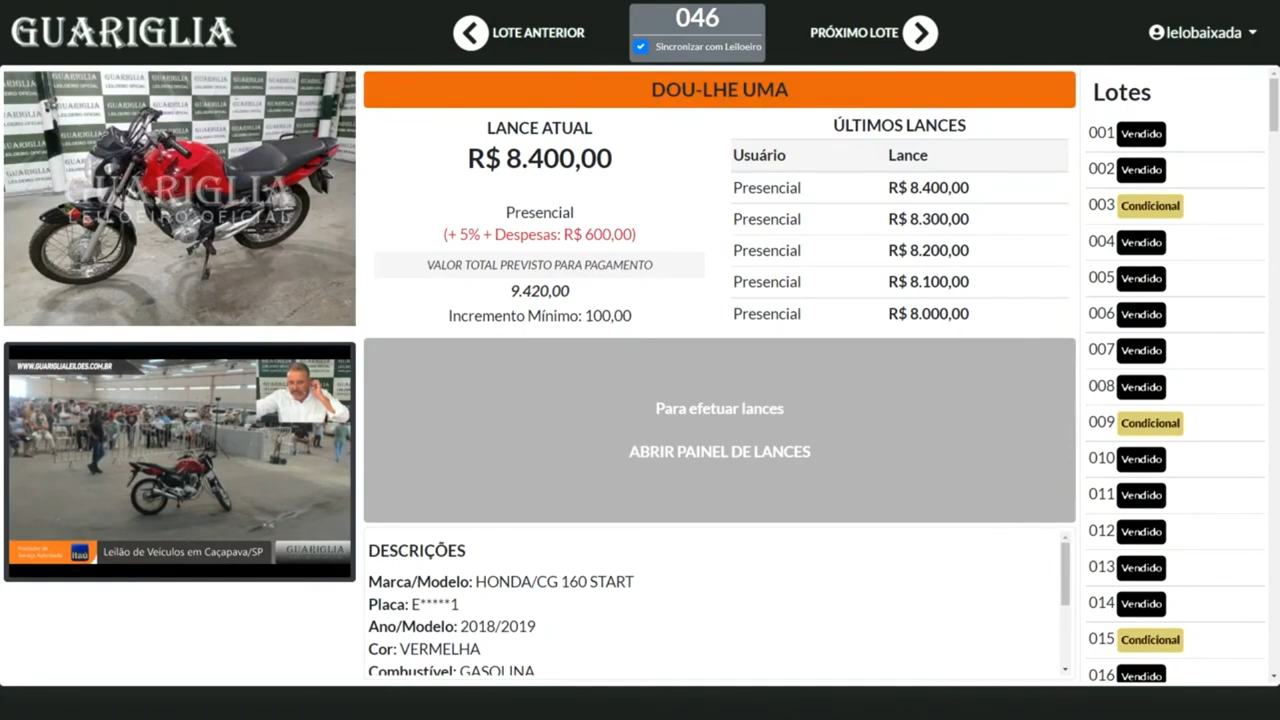 GUARIGLIA
LOTE ANTERIOR
046
Sincronizar com Leiloeiro
PRÓXIMO LOTE
lelobaixada
GUARIGLIA
LEILOEIRO OFICIAL
DOU-LHE UMA
LANCE ATUAL
R$ 8.400,00
Presencial
(+ 5% + Despesas: R$ 600,00)
VALOR TOTAL PREVISTO PARA PAGAMENTO
9.420,00
Incremento Mínimo: 100,00
ÚLTIMOS LANCES
Usuário Lance
Presencial R$ 8.400,00
Presencial R$ 8.300,00
Presencial R$ 8.200,00
Presencial R$ 8.100,00
Presencial R$ 8.000,00
Para efetuar lances
ABRIR PAINEL DE LANCES
WWW.GUARIGLIALEILOES.COM.BR
itaú
Leilão de Veículos em Caçapava/SP
GUARIGLIA
DESCRIÇÕES
Marca/Modelo: HONDA/CG 160 START
Placa: E*****1
Ano/Modelo: 2018/2019
Cor: VERMELHA
Combustível: GASOLINA
Lotes
001 Vendido
002 Vendido
003 Condicional
004 Vendido
005 Vendido
006 Vendido
007 Vendido
008 Vendido
009 Condicional
010 Vendido
011 Vendido
012 Vendido
013 Vendido
014 Vendido
015 Condicional
016 Vendido